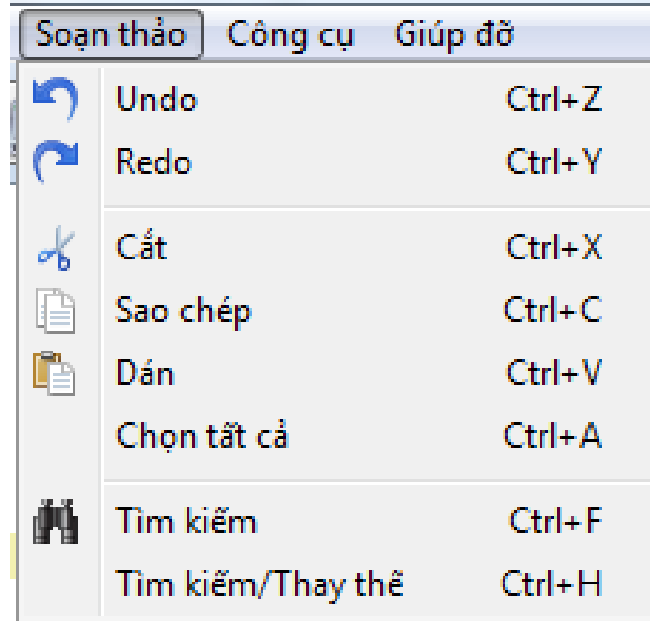 Soạn thảo Công cụ Giúp đỡ
Undo Ctrl+Z
Redo Ctrl+Y
Cắt Ctrl+X
Sao chép Ctrl+C
Dán Ctrl+V
Chọn tất cả Ctrl+A
Tìm kiếm Ctrl+F
Tìm kiếm/Thay thế Ctrl+H